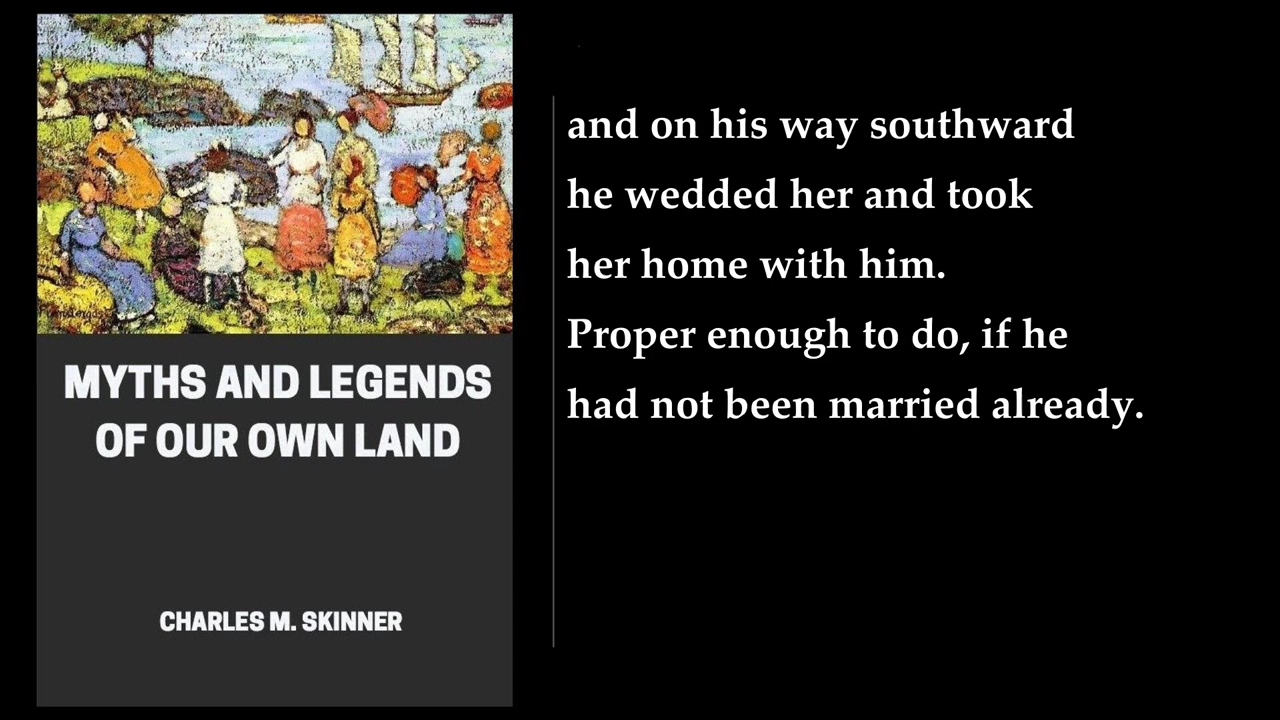 MYTHS AND LEGENDS
OF OUR OWN LAND
CHARLES M. SKINNER
and on his way southward
he wedded her and took
her home with him.
Proper enough to do, if he
had not been married already.